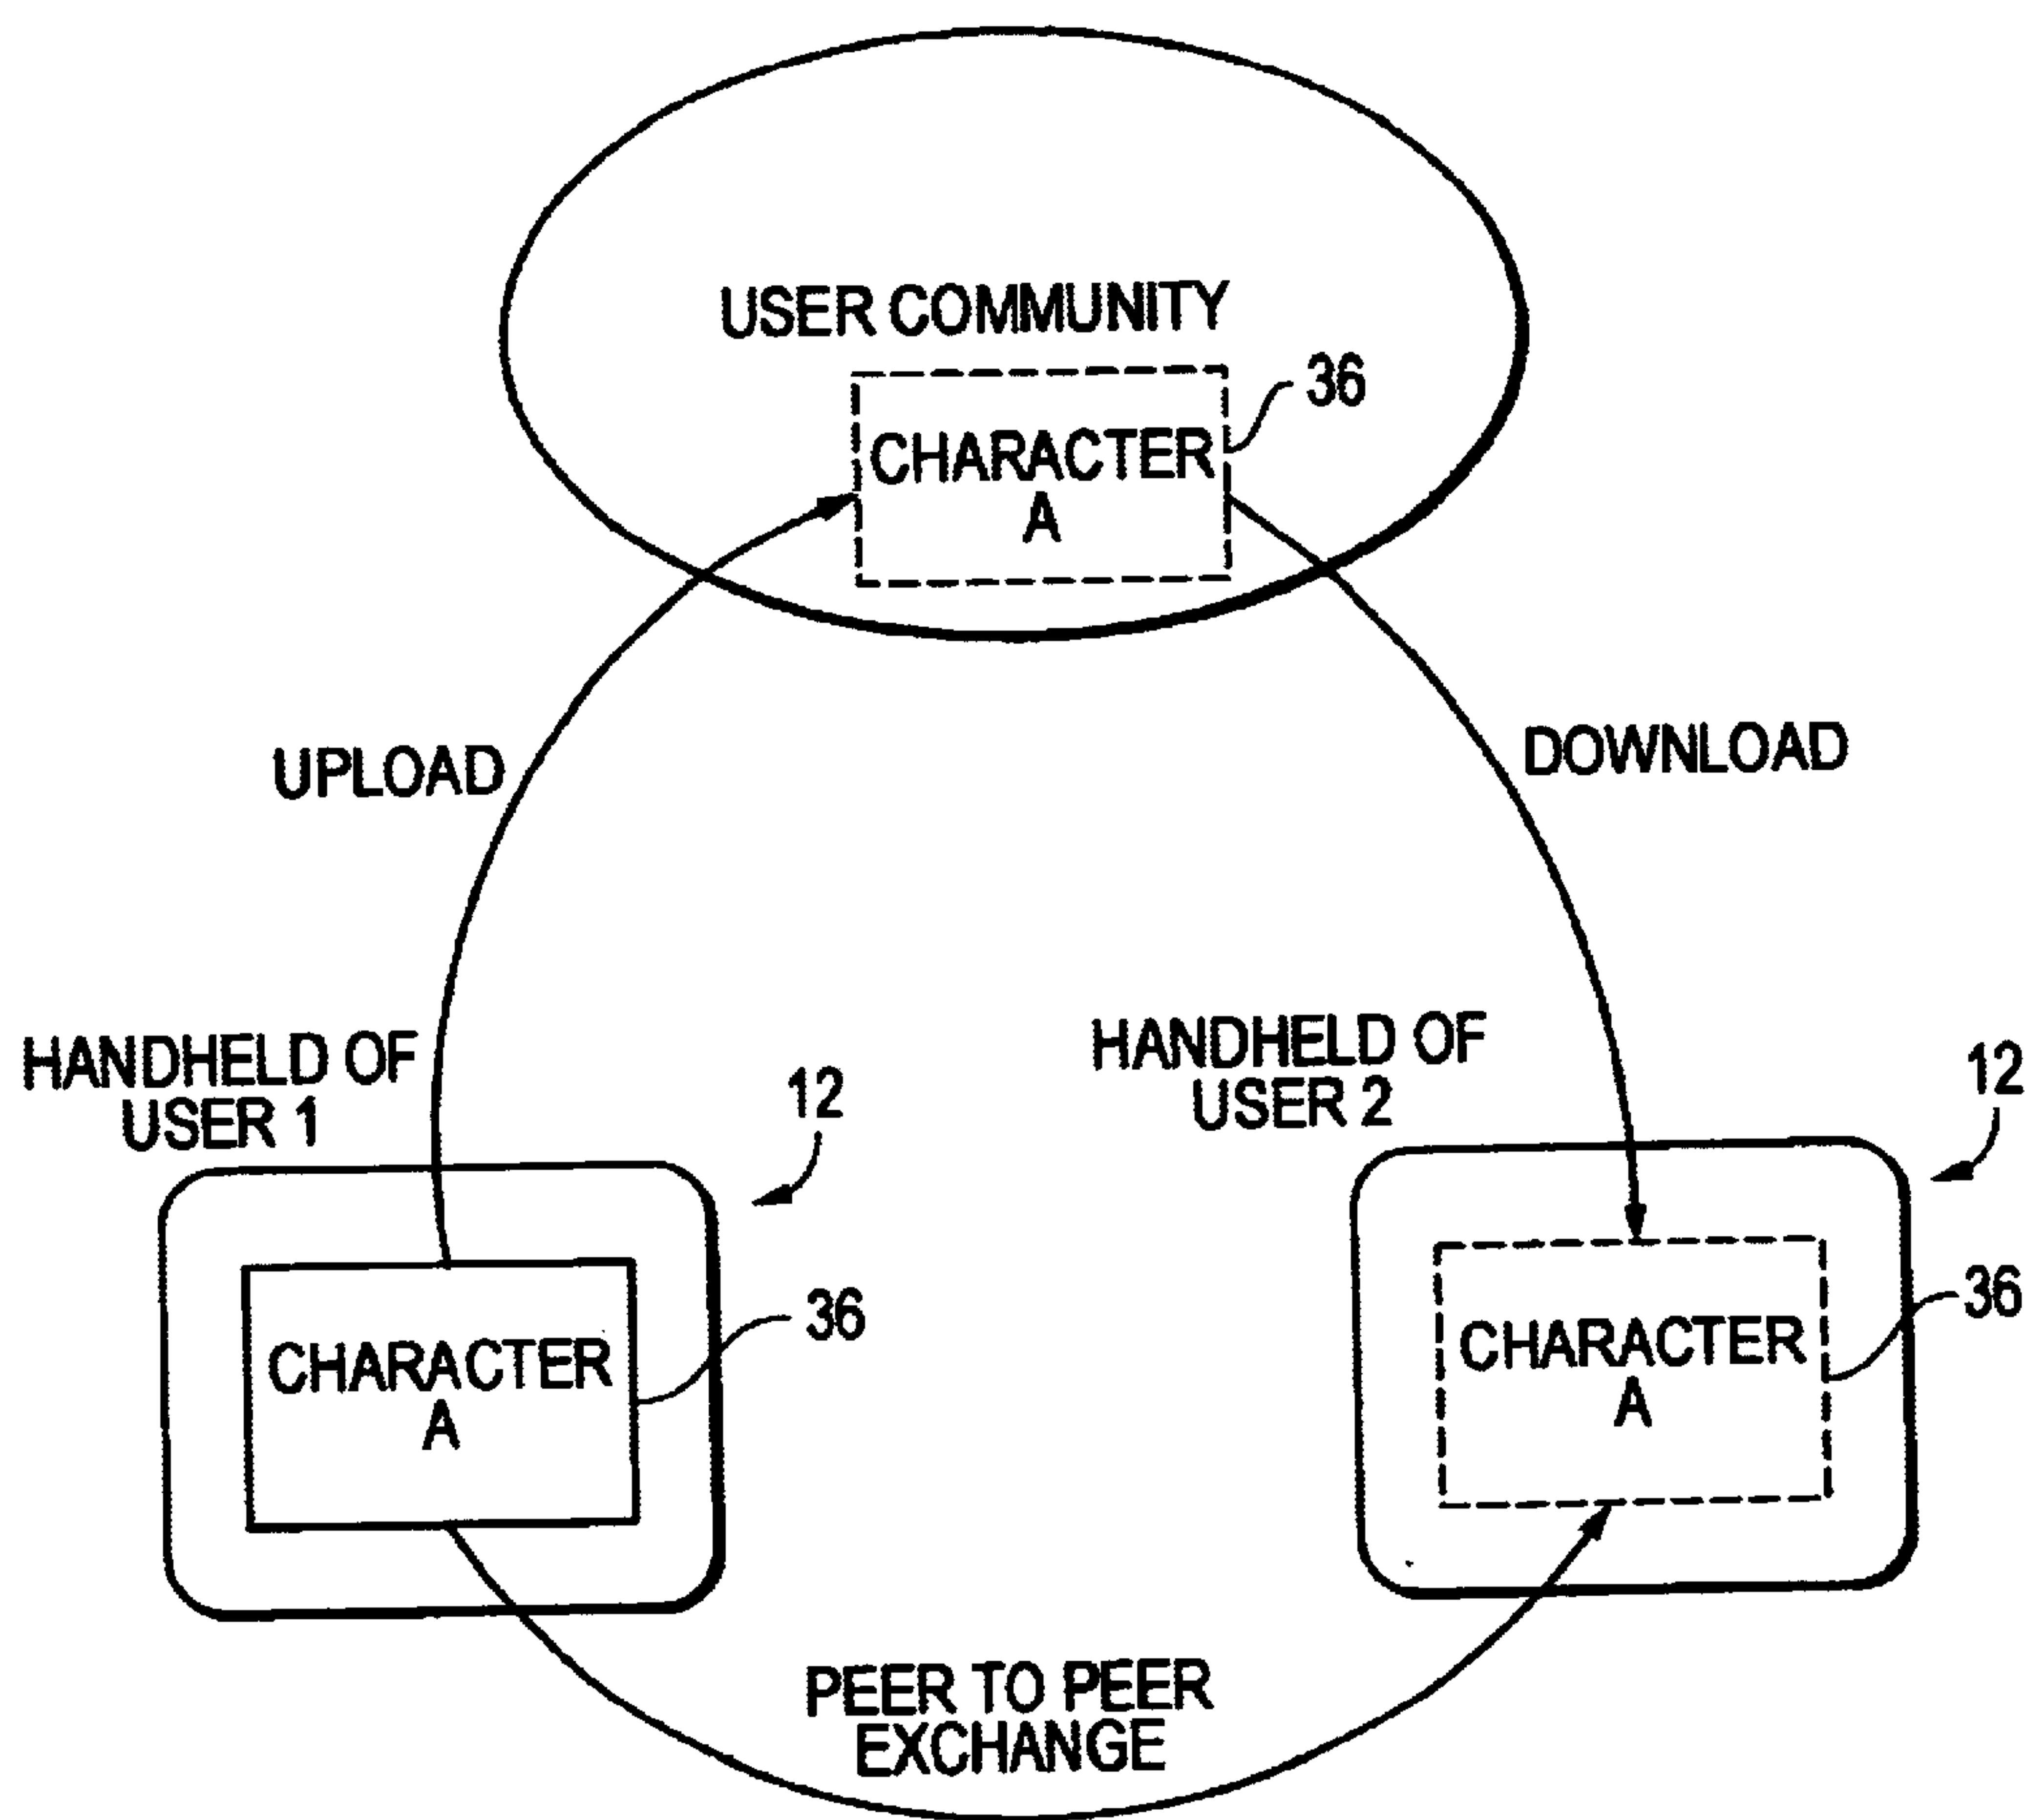 USER COMMUNITY
36
CHARACTER
A
UPLOAD
DOWNLOAD
HANDHELD OF
USER 1
12
HANDHELD OF
USER 2
12
CHARACTER
A
36
CHARACTER
A
36
PEER TO PEER
EXCHANGE